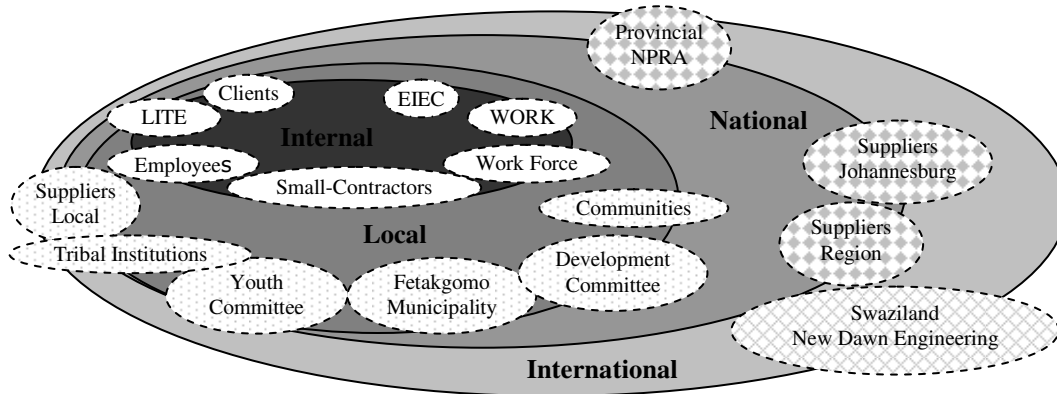 Provincial
NPRA
Clients
EIEC
LITE
WORK
National
Internal
Suppliers
Johannesburg
Employees
Work Force
Small-Contractors
Suppliers
Local
Communities
Local
Suppliers
Region
Tribal Institutions
Youth
Committee
Fetakgomo
Municipality
Development
Committee
Swaziland
New Dawn Engineering
International